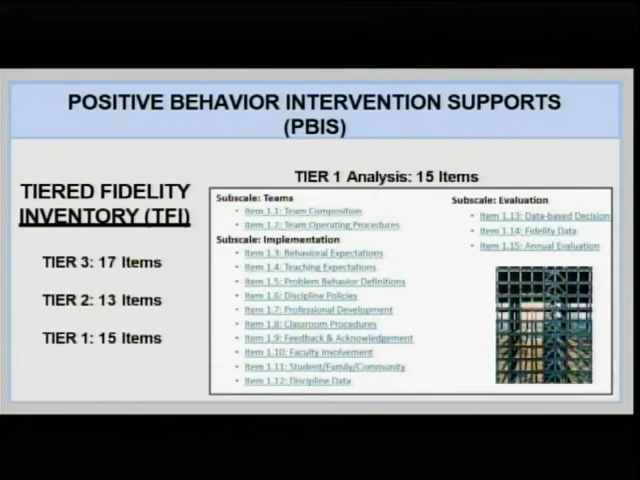 POSITIVE BEHAVIOR INTERVENTION SUPPORTS
(PBIS)
TIERED FIDELITY
INVENTORY (TFI)
TIER 3: 17 Items
TIER 2: 13 Items
TIER 1: 15 Items
TIER 1 Analysis: 15 Items
Subscale: Teams
• Item 1.1: Team Composition
• Item 1.2: Team Operating Procedures
Subscale: Implementation
• Item 1.3: Behavioral Expectations
• Item 1.4: Teaching Expectations
• Item 1.5: Problem Behavior Definitions
• Item 1.6: Discipline Policies
• Item 1.7: Professional Development
• Item 1.8: Classroom Procedures
• Item 1.9: Feedback & Acknowledgement
• Item 1.10: Faculty Involvement
• Item 1.11: Student/Family/Community
• Item 1.12: Discipline Data
Subscale: Evaluation
• Item 1.13: Data-based Decision
• Item 1.14: Fidelity Data
• Item 1.15: Annual Evaluation